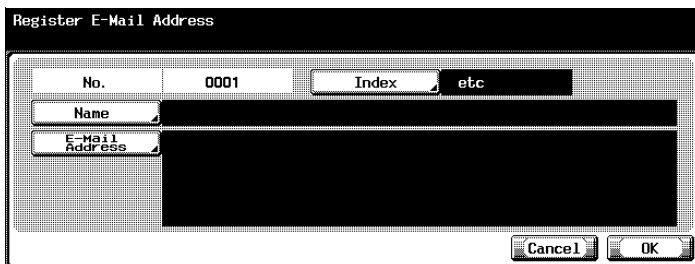 Register E-Mail Address
No. 0001 Index etc
Name
E-Mail
Address
Cancel OK